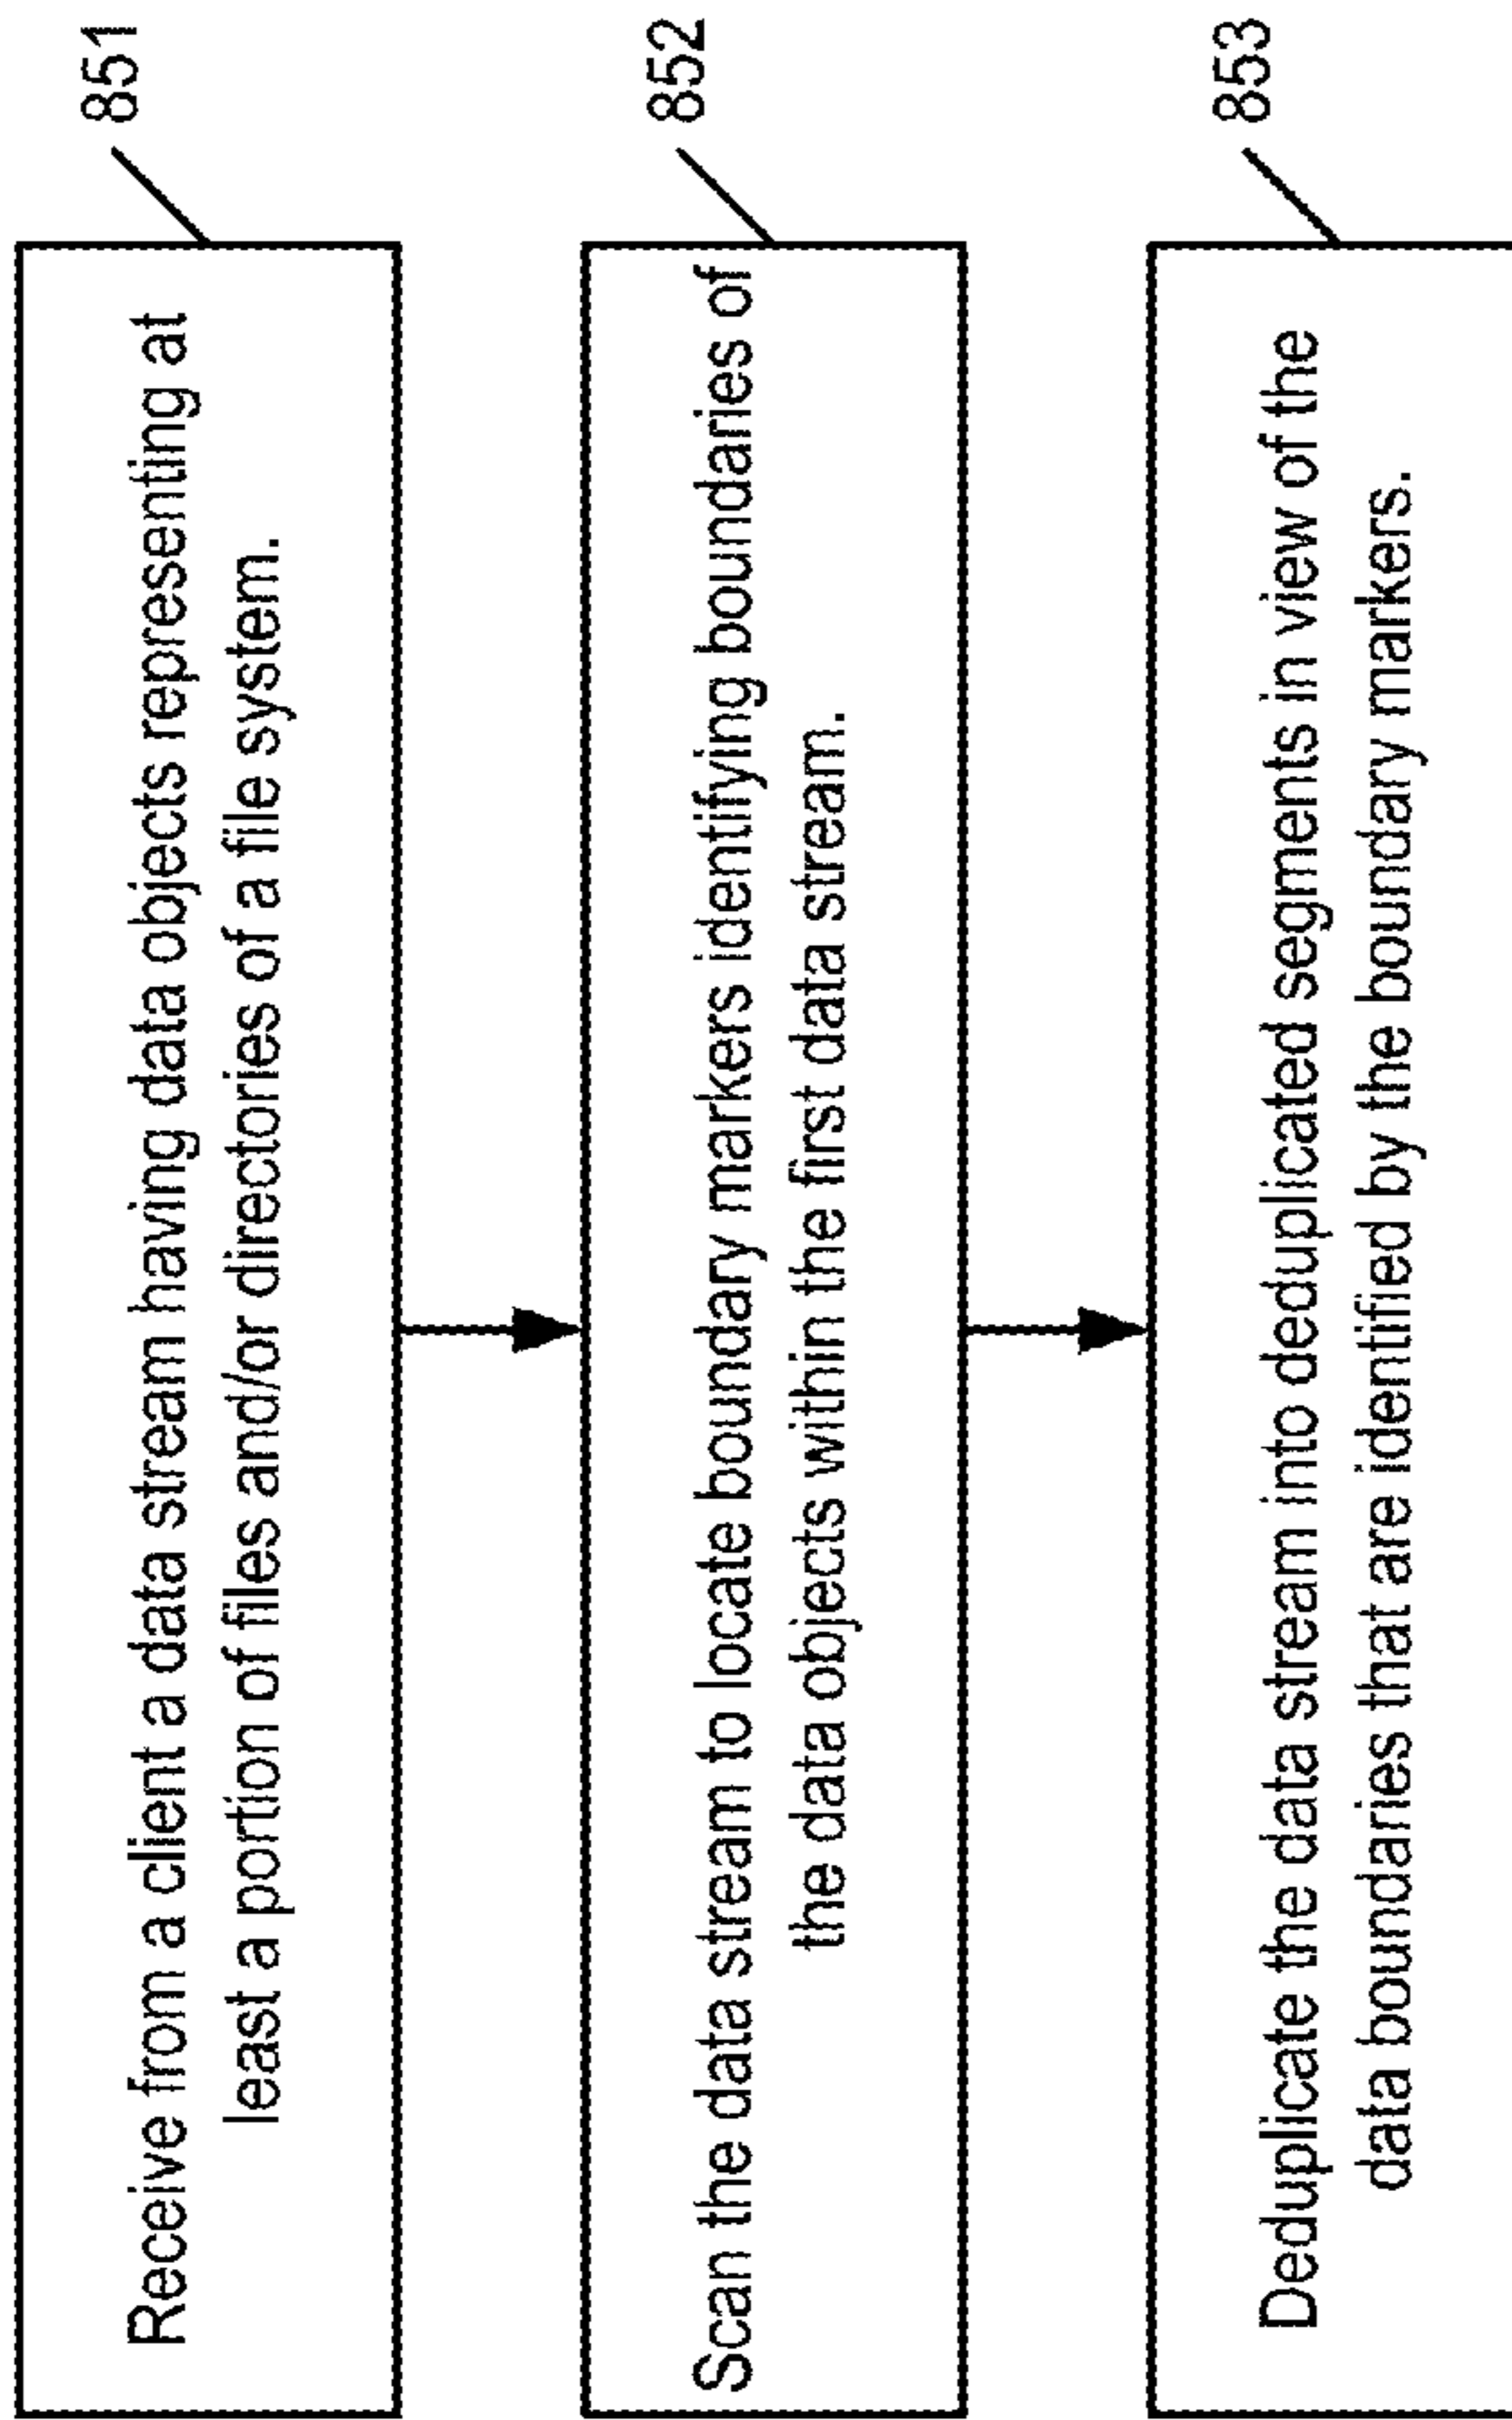 851
Receive from a client a data stream having data objects representing at
least a portion of files and/or directories of a file system.
852
Scan the data stream to locate boundary markers identifying boundaries of
the data objects within the first data stream.
853
Deduplicate the data stream into deduplicated segments in view of the
data boundaries that are identified by the boundary markers.